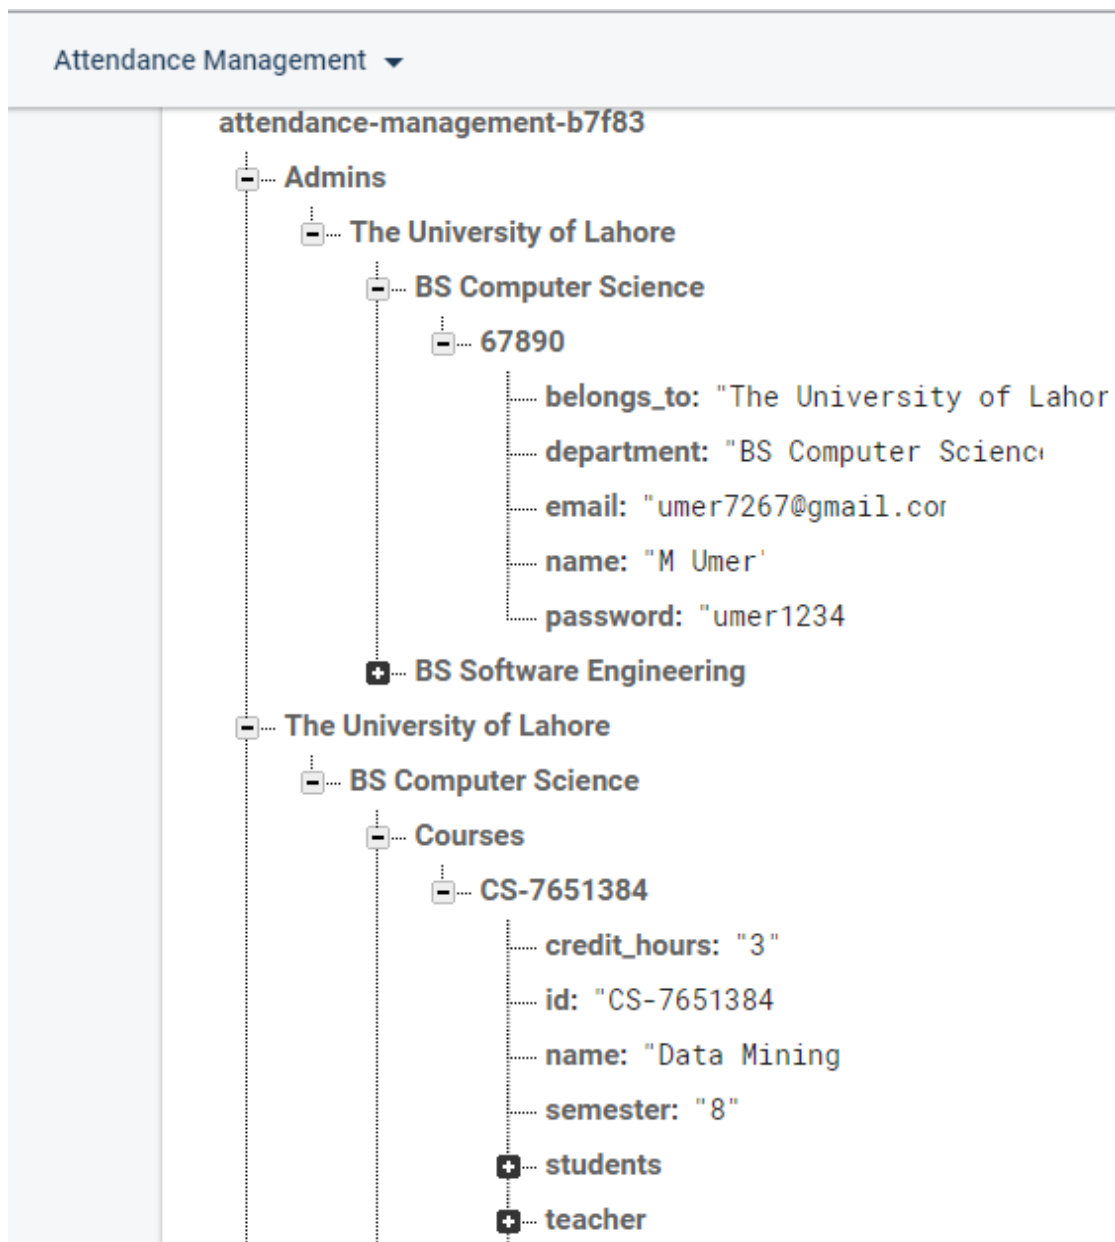 Attendance Management
attendance-management-b7f83
Admins
The University of Lahore
BS Computer Science
67890
belongs_to: "The University of Lahor
department: "BS Computer Science
email: "umer7267@gmail.com
name: "M Umer"
password: "umer1234
BS Software Engineering
The University of Lahore
BS Computer Science
Courses
CS-7651384
credit_hours: "3"
id: "CS-7651384
name: "Data Mining
semester: "8"
students
teacher